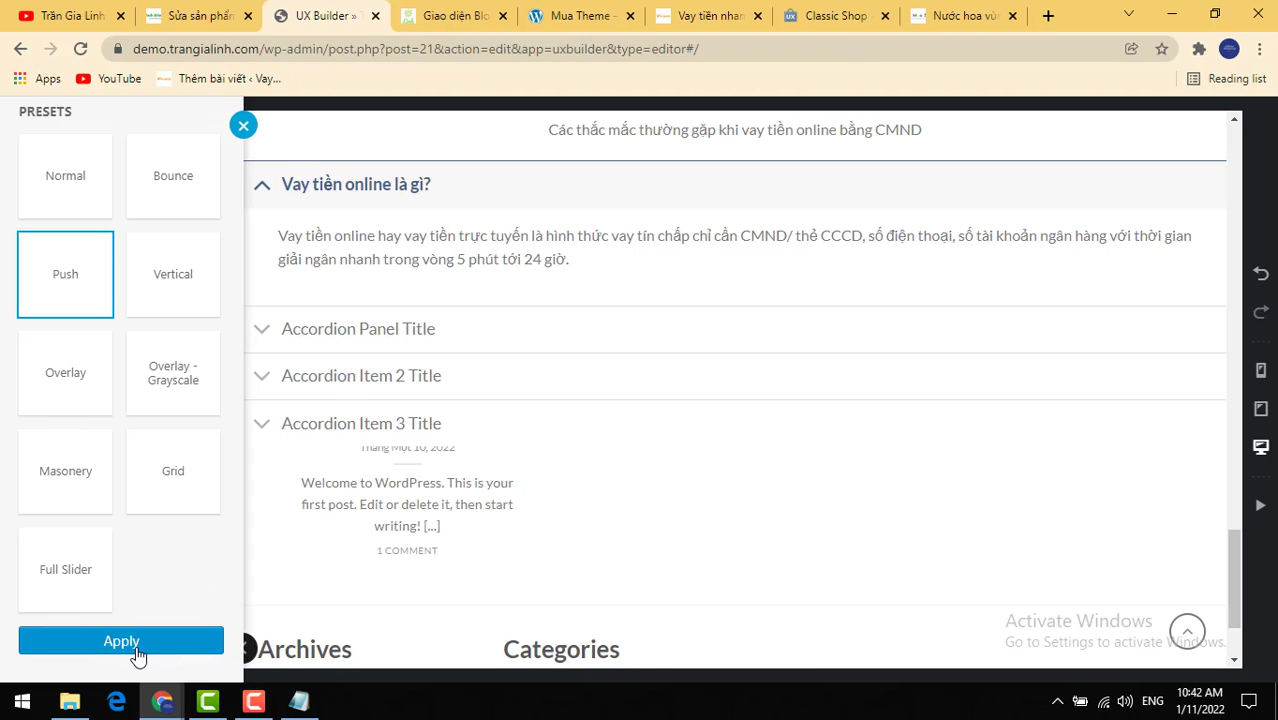 Trần Gia Linh
Sửa sản phẩm
UX Builder » T
Giao diện Blo
Mua Theme –
Vay tiền nhan
Classic Shop
Nước hoa vù
demo.trangialinh.com/wp-admin/post.php?post=21&action=edit&app=uxbuilder&type=editor#/
Apps
YouTube
Thêm bài viết ‹ Vay...
Reading list
PRESETS
Normal
Bounce
Push
Vertical
Overlay
Overlay -
Grayscale
Masonery
Grid
Full Slider
Apply
Các thắc mắc thường gặp khi vay tiền online bằng CMND
Vay tiền online là gì?
Vay tiền online hay vay tiền trực tuyến là hình thức vay tín chấp chỉ cần CMND/ thẻ CCCD, số điện thoại, số tài khoản ngân hàng với thời gian
giải ngân nhanh trong vòng 5 phút tới 24 giờ.
Accordion Panel Title
Accordion Item 2 Title
Accordion Item 3 Title
Tháng Một 10, 2022
Welcome to WordPress. This is your
first post. Edit or delete it, then start
writing! [...]
1 COMMENT
Archives
Categories
Activate Windows
Go to Settings to activate Windows.
ENG
10:42 AM
1/11/2022